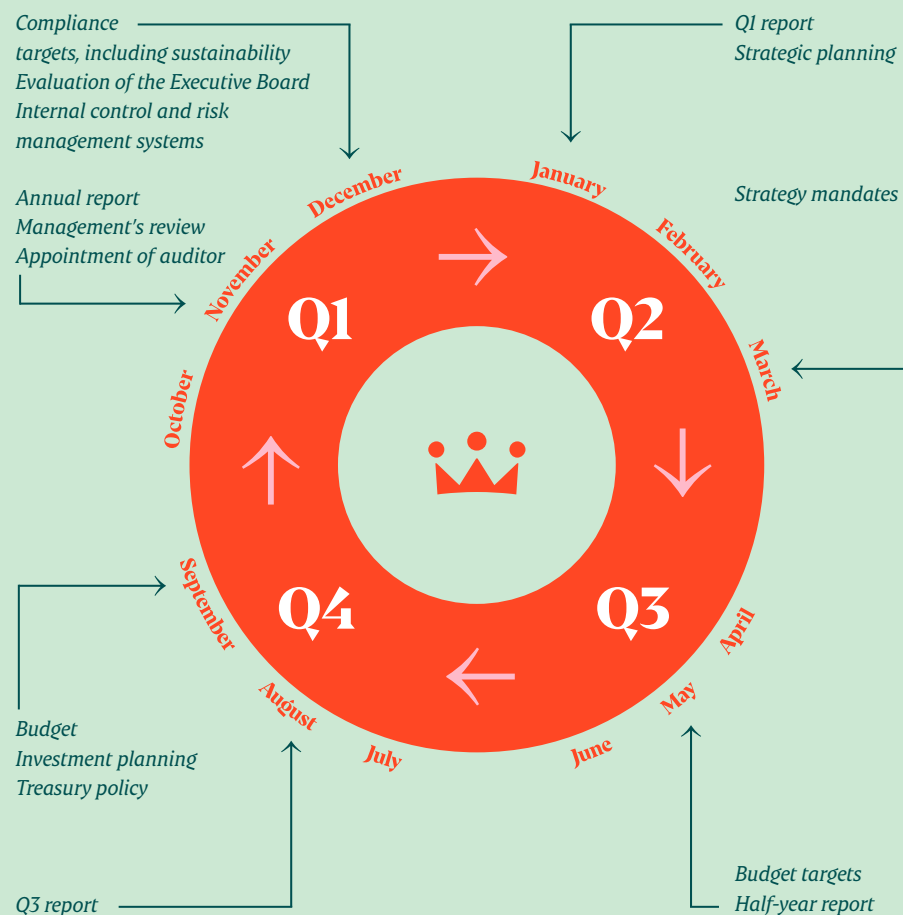 Compliance
targets, including sustainability
Evaluation of the Executive Board
Internal control and risk
management systems
Annual report
Management's review
Appointment of auditor
Q1 report
Strategic planning
Strategy mandates
December
January
February
November
March
October
Q1
Q2
Q4
Q3
September
April
August
May
July
June
Budget
Investment planning
Treasury policy
Q3 report
Budget targets
Half-year report